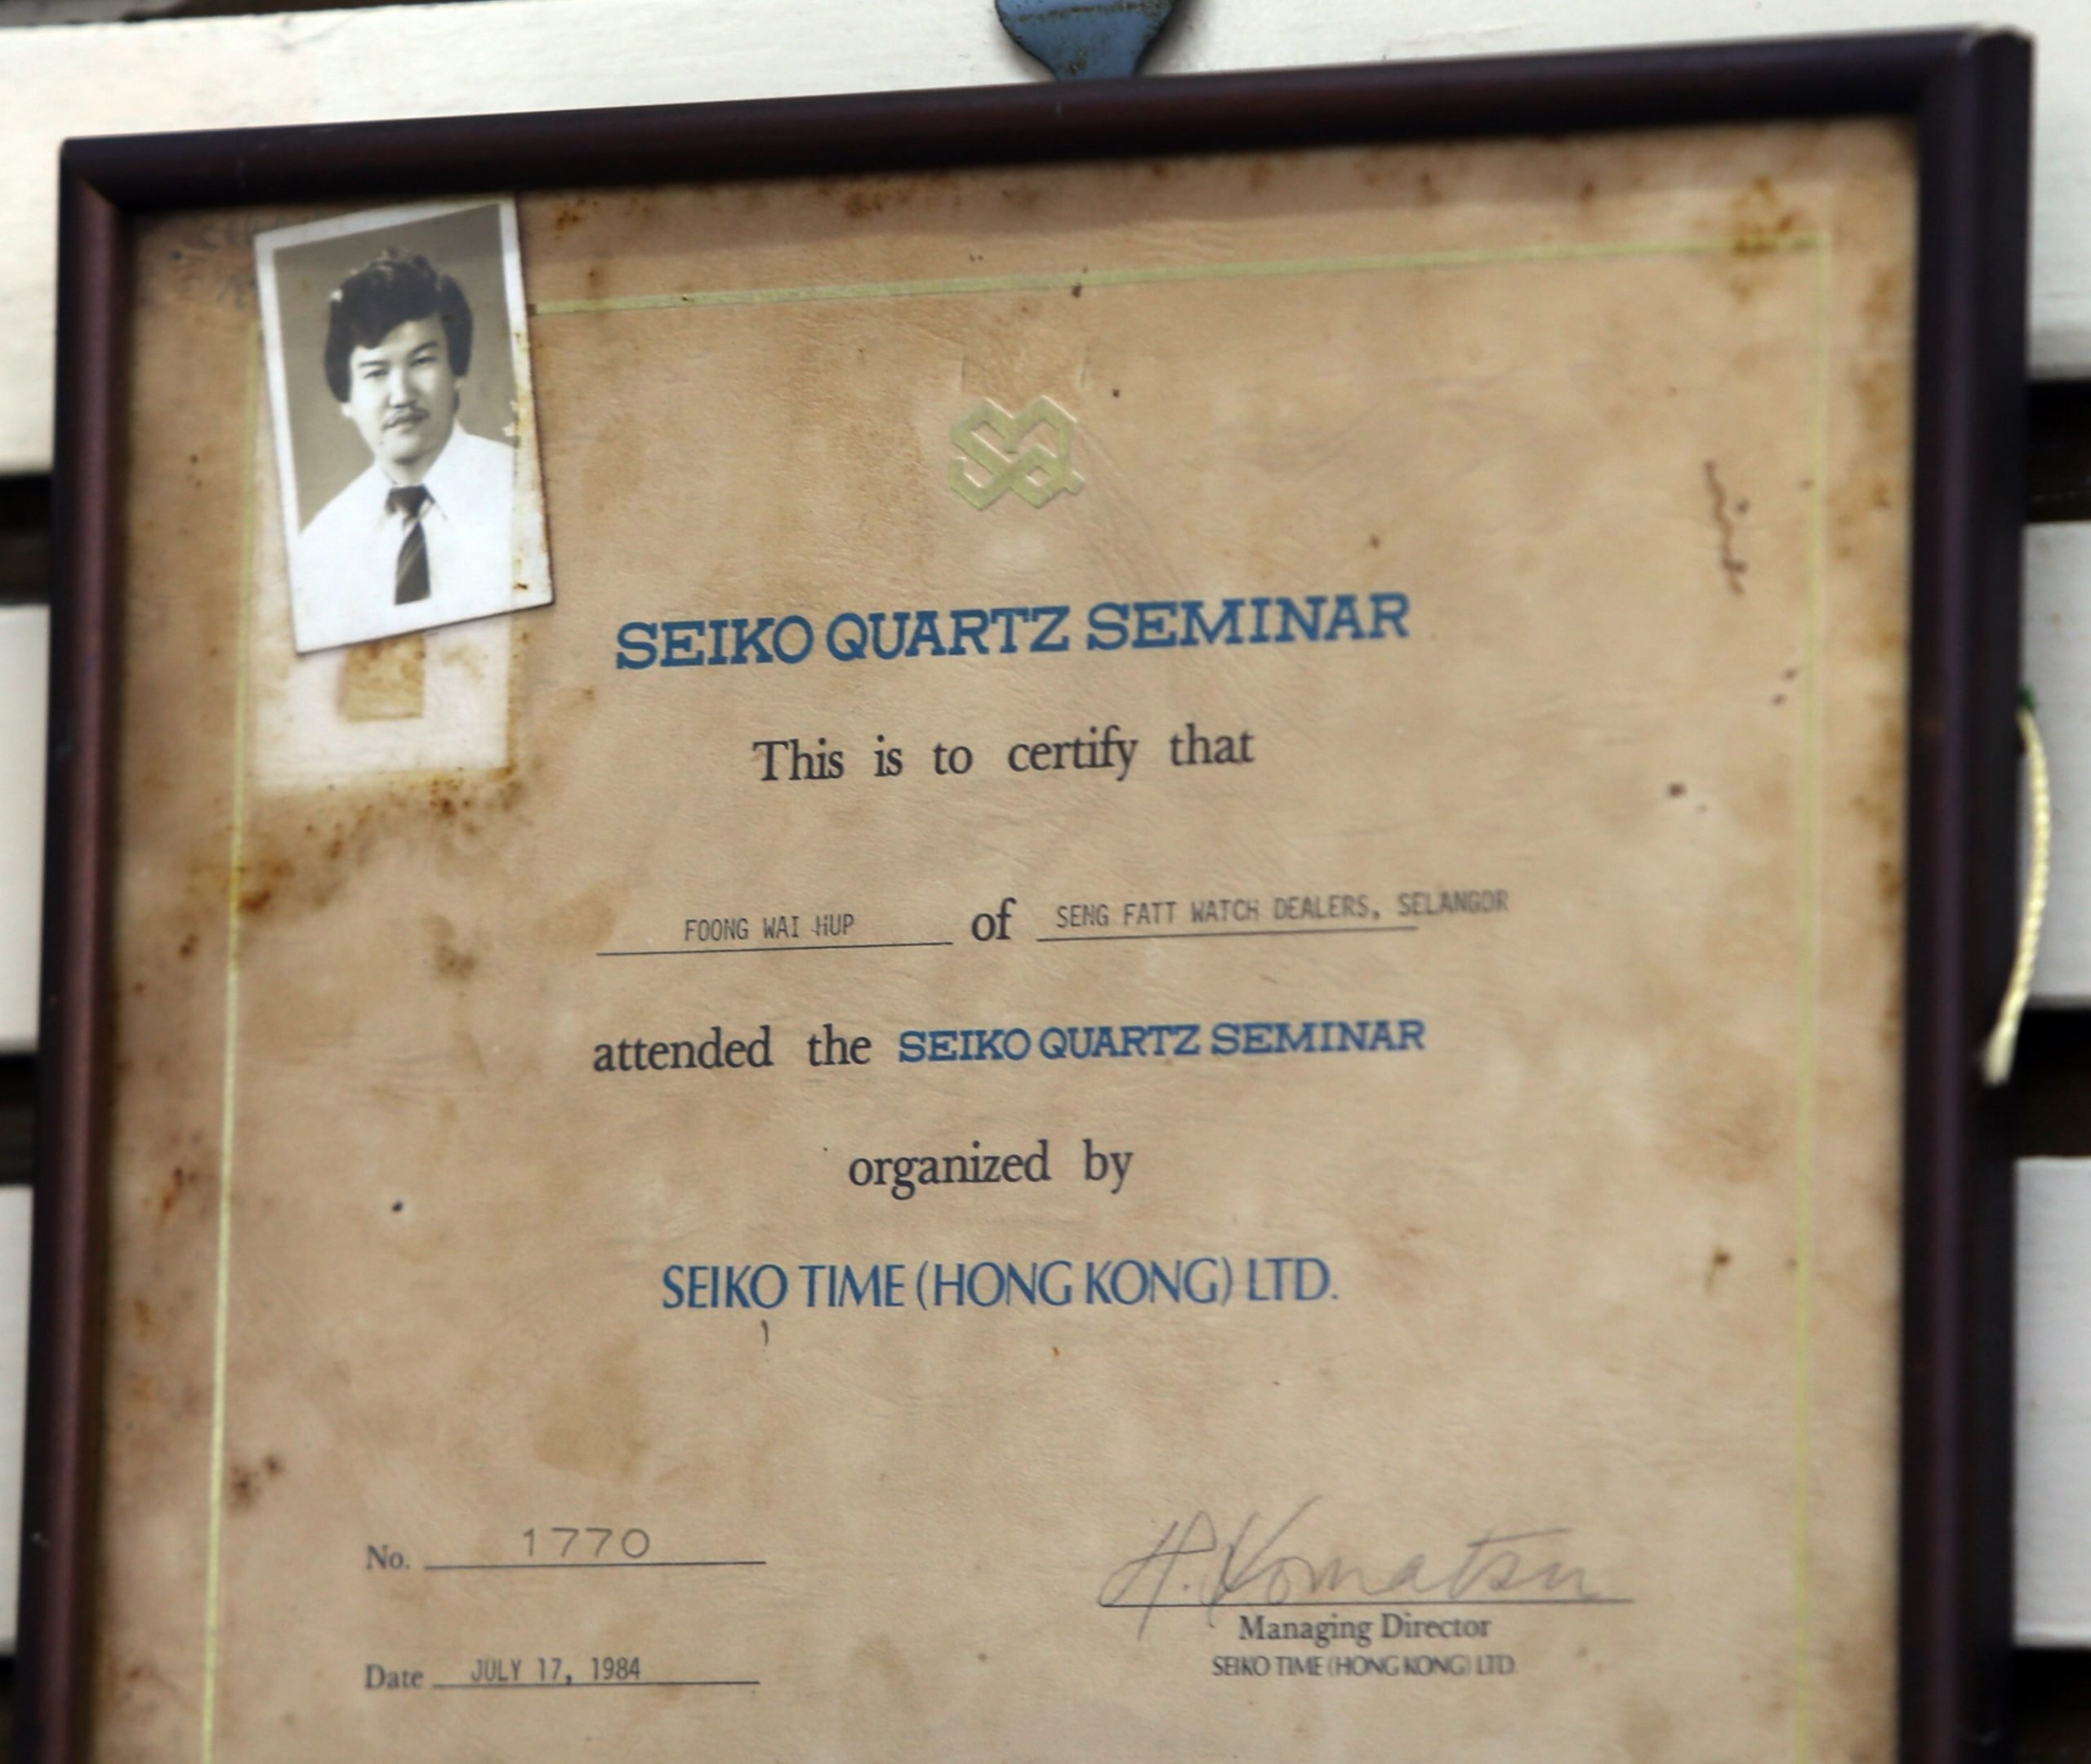 SQ
SEIKO QUARTZ SEMINAR
This is to certify that
FOONG WAI HUP of SENG FATT WATCH DEALERS, SELANGOR
attended the SEIKO QUARTZ SEMINAR
organized by
SEIKO TIME (HONG KONG) LTD.
No. 1770
H. Komatsu
Managing Director
SEIKO TIME (HONG KONG) LTD.
Date JULY 17, 1984